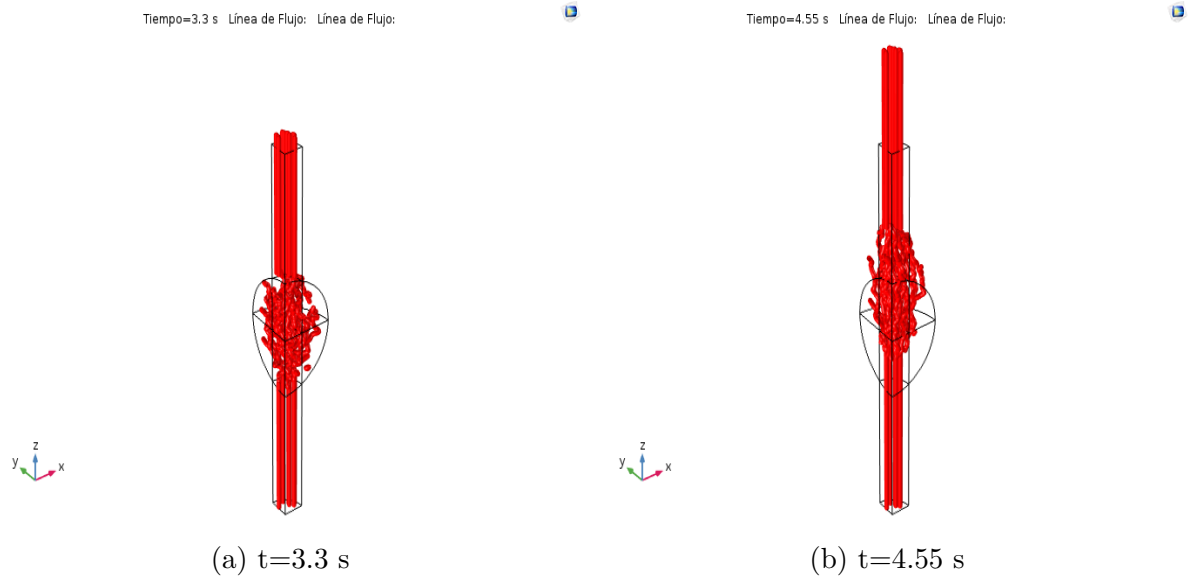 Tiempo=3.3 s Línea de Flujo: Línea de Flujo:
z
y
x
(a) t=3.3 s
Tiempo=4.55 s Línea de Flujo: Línea de Flujo:
z
y
x
(b) t=4.55 s